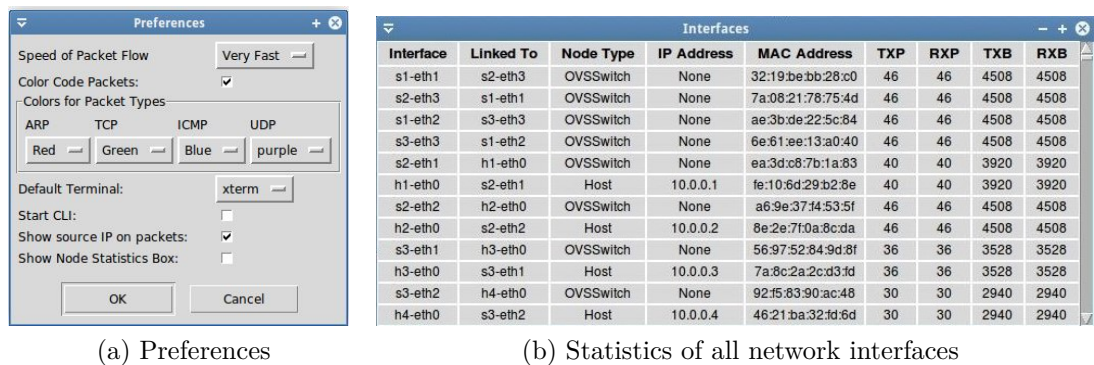 Preferences
Speed of Packet Flow Very Fast
Color Code Packets:
Colors for Packet Types
ARP TCP ICMP UDP
Red Green Blue purple
Default Terminal: xterm
Start CLI:
Show source IP on packets:
Show Node Statistics Box:
OK Cancel
(a) Preferences
Interfaces
Interface Linked To Node Type IP Address MAC Address TXP RXP TXB RXB
s1-eth1 s2-eth3 OVSSwitch None 32:19:be:bb:28:c0 46 46 4508 4508
s2-eth3 s1-eth1 OVSSwitch None 7a:08:21:78:75:4d 46 46 4508 4508
s1-eth2 s3-eth3 OVSSwitch None ae:3b:de:22:5c:84 46 46 4508 4508
s3-eth3 s1-eth2 OVSSwitch None 6e:61:ee:13:a0:40 46 46 4508 4508
s2-eth1 h1-eth0 OVSSwitch None ea:3d:c8:7b:1a:83 40 40 3920 3920
h1-eth0 s2-eth1 Host 10.0.0.1 fe:10:6d:29:b2:8e 40 40 3920 3920
s2-eth2 h2-eth0 OVSSwitch None a6:9e:37:f4:53:5f 46 46 4508 4508
h2-eth0 s2-eth2 Host 10.0.0.2 8e:2e:7f:0a:8c:da 46 46 4508 4508
s3-eth1 h3-eth0 OVSSwitch None 56:97:52:84:9d:8f 36 36 3528 3528
h3-eth0 s3-eth1 Host 10.0.0.3 7a:8c:2a:2c:d3:fd 36 36 3528 3528
s3-eth2 h4-eth0 OVSSwitch None 92:f5:83:90:ac:48 30 30 2940 2940
h4-eth0 s3-eth2 Host 10.0.0.4 46:21:ba:32:fd:6d 30 30 2940 2940
(b) Statistics of all network interfaces